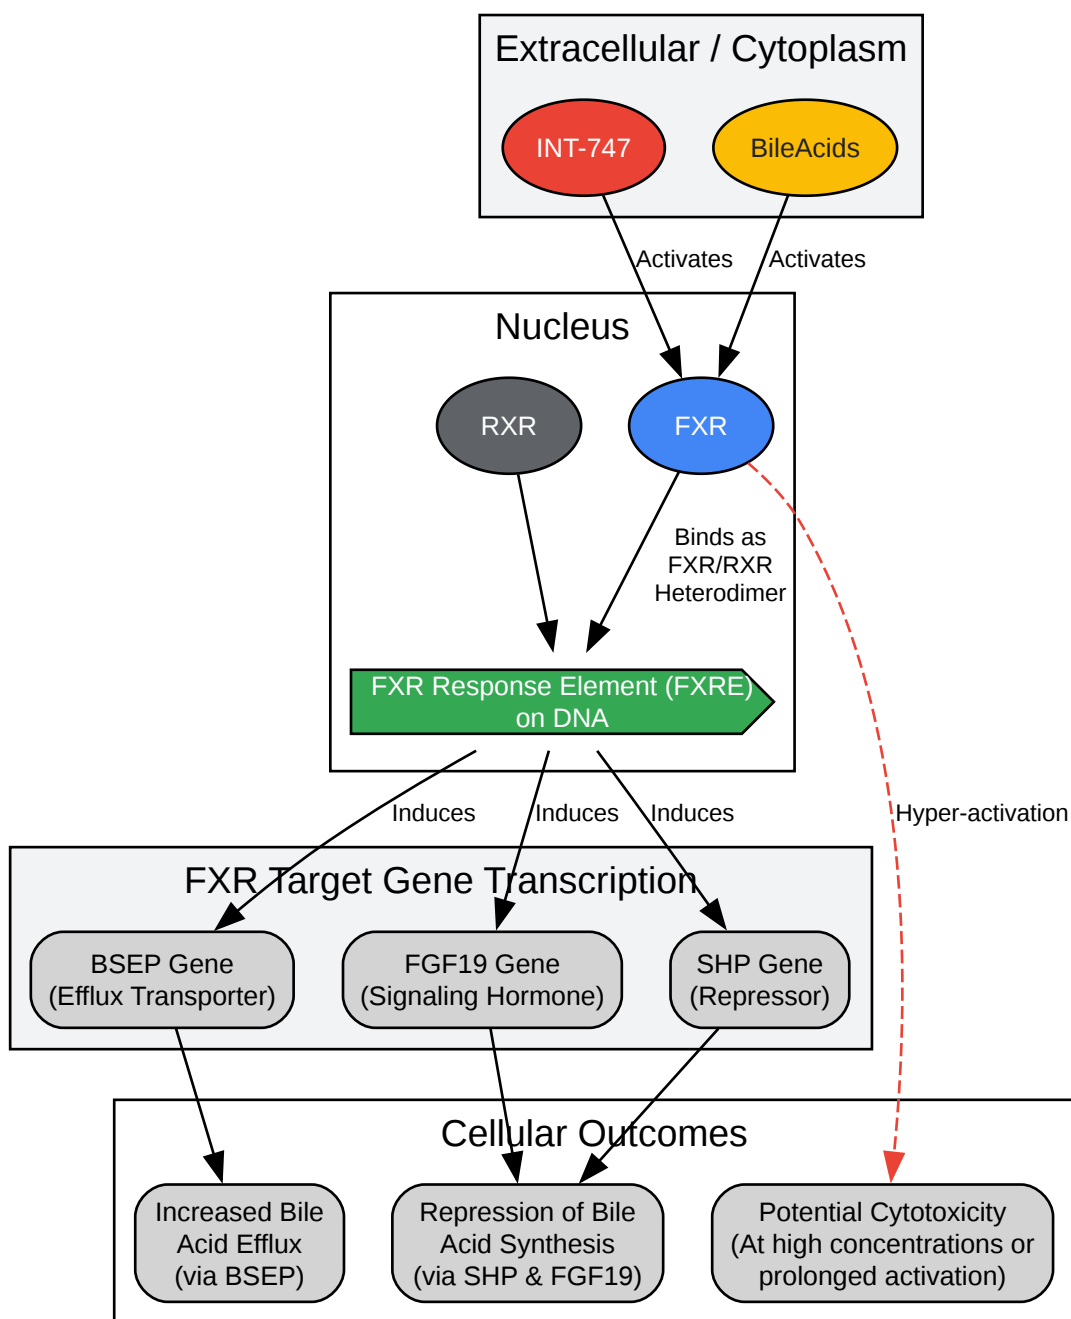 Extracellular / Cytoplasm
INT-747
BileAcids
Activates
Activates
Nucleus
RXR
FXR
Binds as
FXR/RXR
Heterodimer
FXR Response Element (FXRE)
on DNA
Induces
Induces
Induces
Hyper-activation
FXR Target Gene Transcription
BSEP Gene
(Efflux Transporter)
FGF19 Gene
(Signaling Hormone)
SHP Gene
(Repressor)
Cellular Outcomes
Increased Bile
Acid Efflux
(via BSEP)
Repression of Bile
Acid Synthesis
(via SHP & FGF19)
Potential Cytotoxicity
(At high concentrations or
prolonged activation)